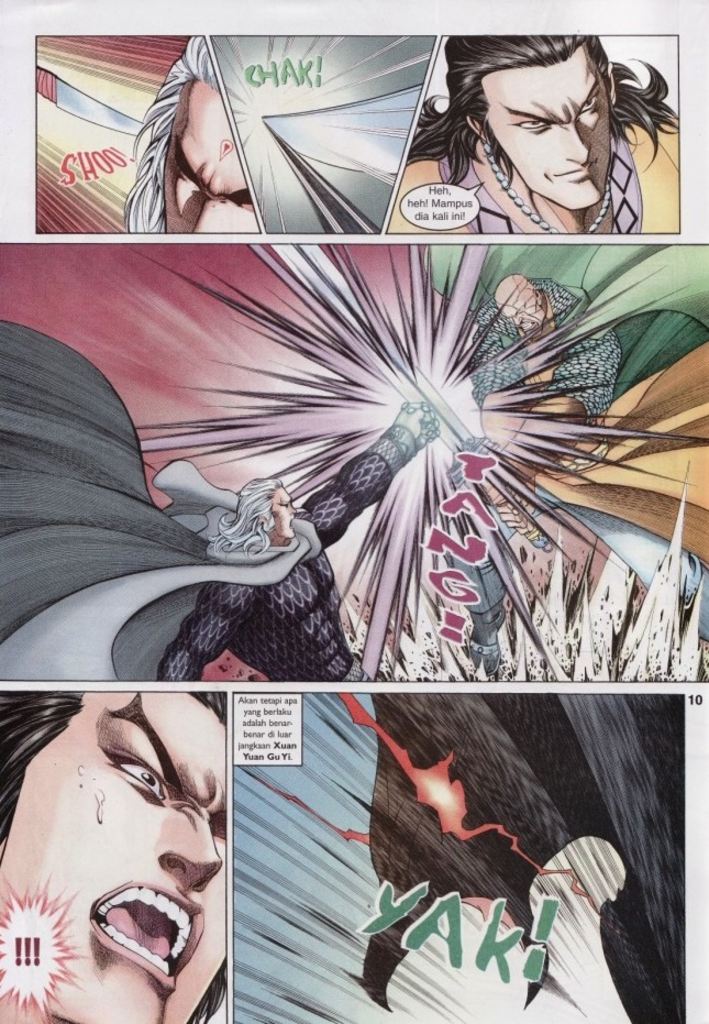 SHOO!
CHAK!
Heh,
heh! Mampus
dia kali ini!
"ZNGL"
10
!!!
Akan tetapi apa
yang berlaku
adalah benar-
benar di luar
jangkaan Xuan
Yuan Gu Yi.
YAK!